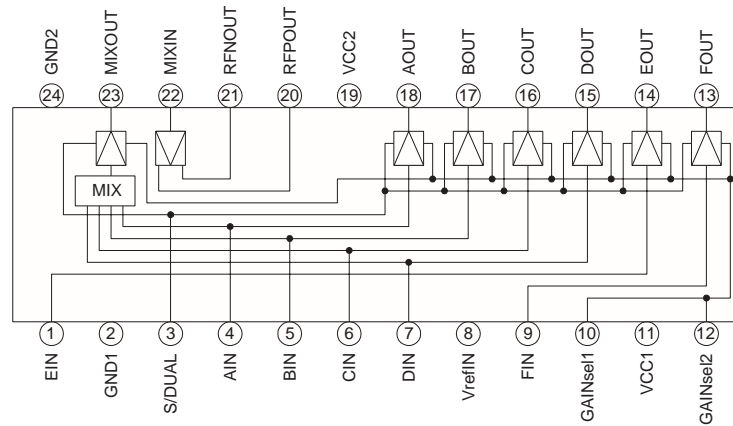 GND2
MIXOUT
MIXIN
RFNOUT
RFPOUT
VCC2
AOUT
BOUT
COUT
DOUT
EOUT
FOUT
24 23 22 21 20 19 18 17 16 15 14 13
MIX
1 2 3 4 5 6 7 8 9 10 11 12
EIN
GND1
S/DUAL
AIN
BIN
CIN
DIN
VrefIN
FIN
GAINsel1
VCC1
GAINsel2